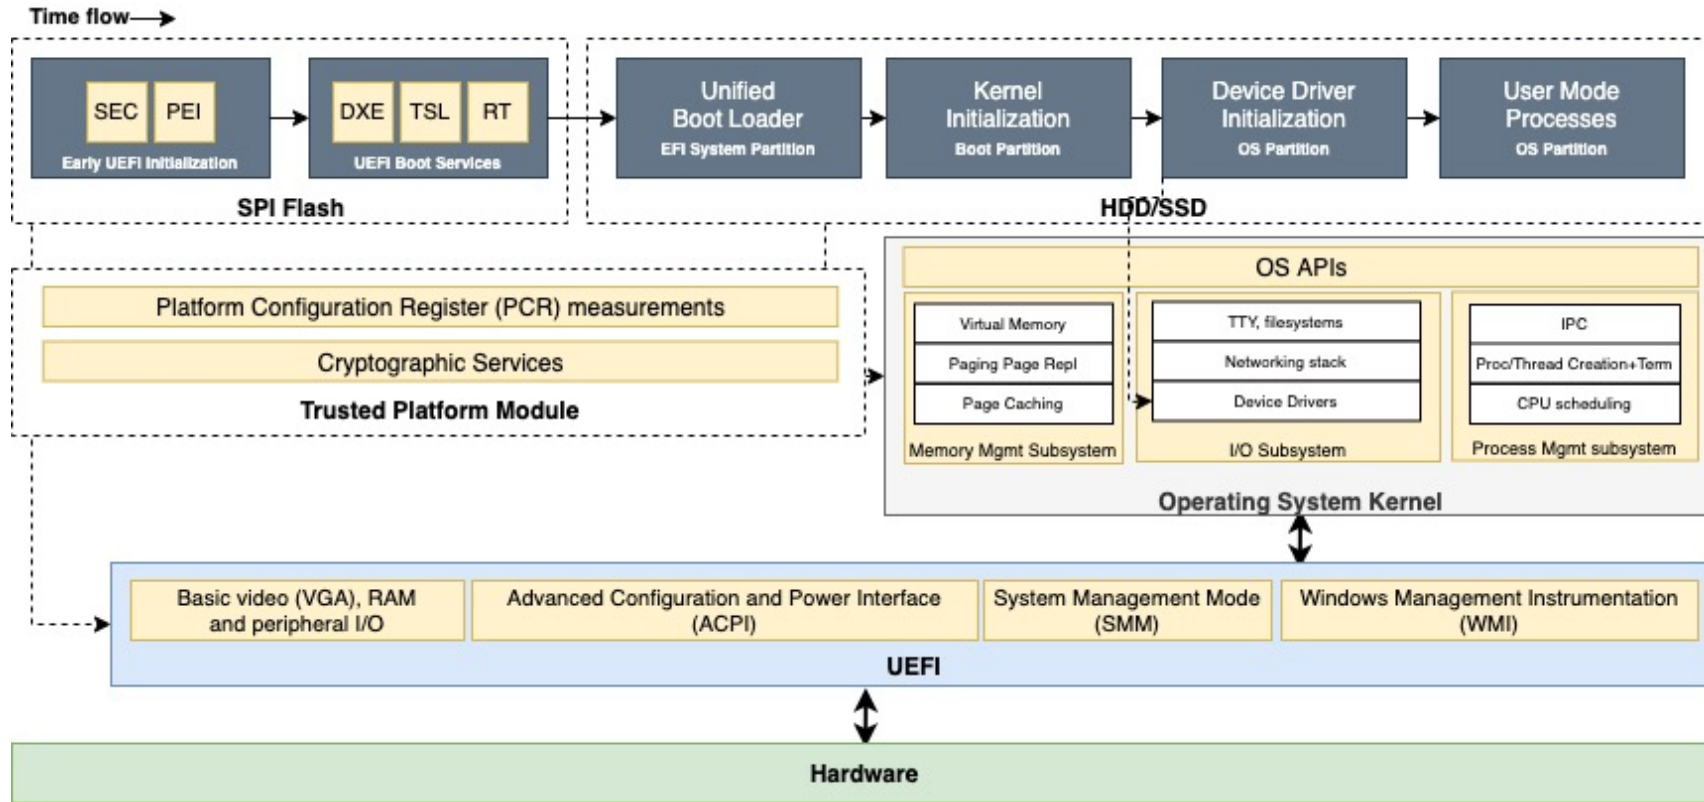 Time flow
SEC
PEI
Early UEFI Initialization
DXE
TSL
RT
UEFI Boot Services
SPI Flash
Unified
Boot Loader
EFI System Partition
Kernel
Initialization
Boot Partition
Device Driver
Initialization
OS Partition
User Mode
Processes
OS Partition
HDD/SSD
Platform Configuration Register (PCR) measurements
Cryptographic Services
Trusted Platform Module
OS APIs
Virtual Memory
Paging Page Repl
Page Caching
Memory Mgmt Subsystem
TTY, filesystems
Networking stack
Device Drivers
I/O Subsystem
IPC
Proc/Thread Creation+Term
CPU scheduling
Process Mgmt subsystem
Operating System Kernel
Basic video (VGA), RAM
and peripheral I/O
Advanced Configuration and Power Interface
(ACPI)
System Management Mode
(SMM)
Windows Management Instrumentation
(WMI)
UEFI
Hardware